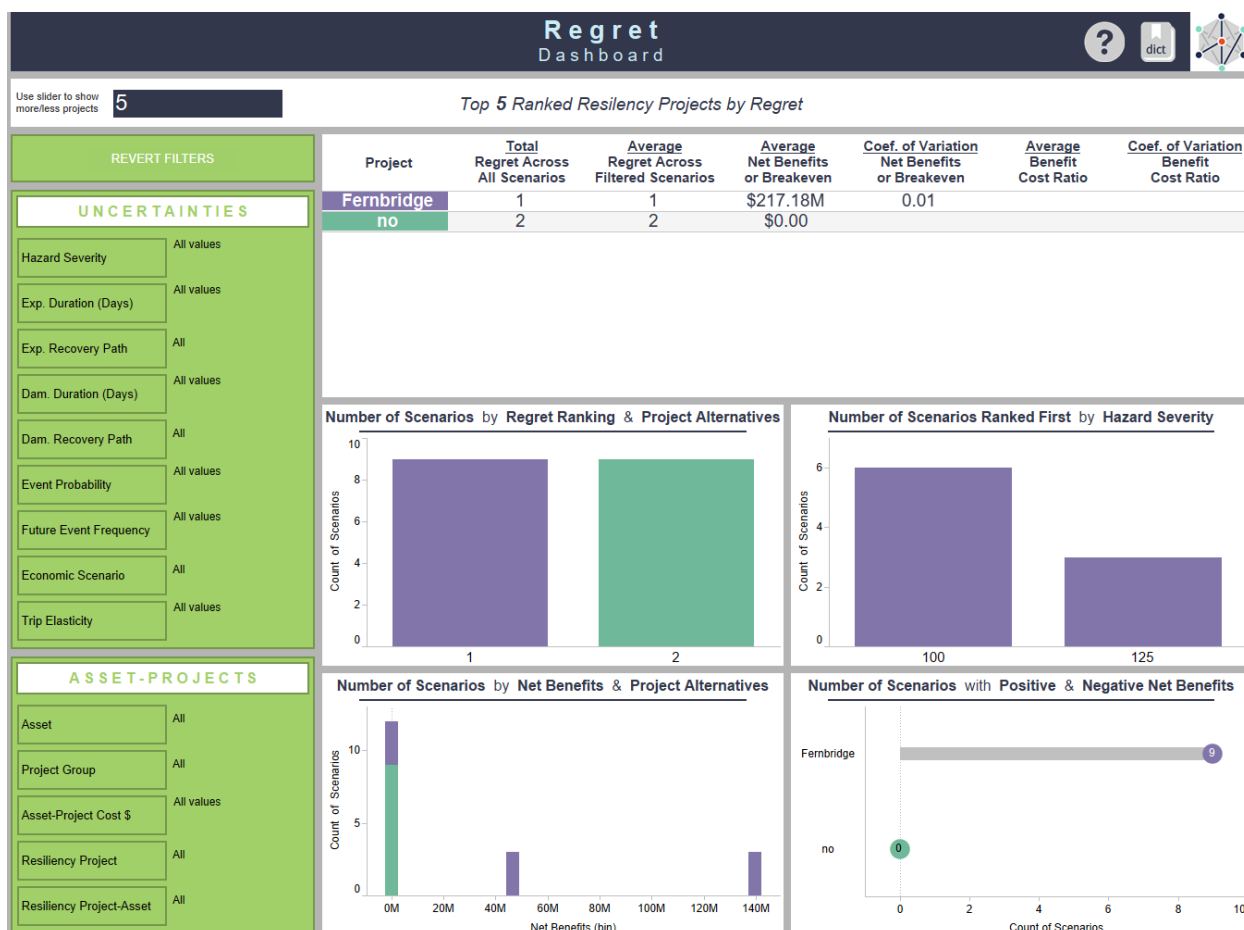 Regret
Dashboard
?
dict
Use slider to show
more/less projects
5
Top 5 Ranked Resilency Projects by Regret
REVERT FILTERS
UNCERTAINTIES
Hazard Severity All values
Exp. Duration (Days) All values
Exp. Recovery Path All
Dam. Duration (Days) All values
Dam. Recovery Path All
Event Probability All values
Future Event Frequency All values
Economic Scenario All
Trip Elasticity All values
ASSET-PROJECTS
Asset All
Project Group All
Asset-Project Cost $ All values
Resiliency Project All
Resiliency Project-Asset All
Project
Total
Regret Across
All Scenarios
Average
Regret Across
Filtered Scenarios
Average
Net Benefits
or Breakeven
Coef. of Variation
Net Benefits
or Breakeven
Average
Benefit
Cost Ratio
Coef. of Variation
Benefit
Cost Ratio
Fernbridge 1 1 $217.18M 0.01
no 2 2 $0.00
Number of Scenarios by Regret Ranking & Project Alternatives
Count of Scenarios
10
8
6
4
2
0
1 2
Number of Scenarios Ranked First by Hazard Severity
Count of Scenarios
6
4
2
0
100 125
Number of Scenarios by Net Benefits & Project Alternatives
Count of Scenarios
10
5
0
0M 20M 40M 60M 80M 100M 120M 140M
Net Benefits (bin)
Number of Scenarios with Positive & Negative Net Benefits
Fernbridge 9
no 0
0 2 4 6 8 10
Count of Scenarios